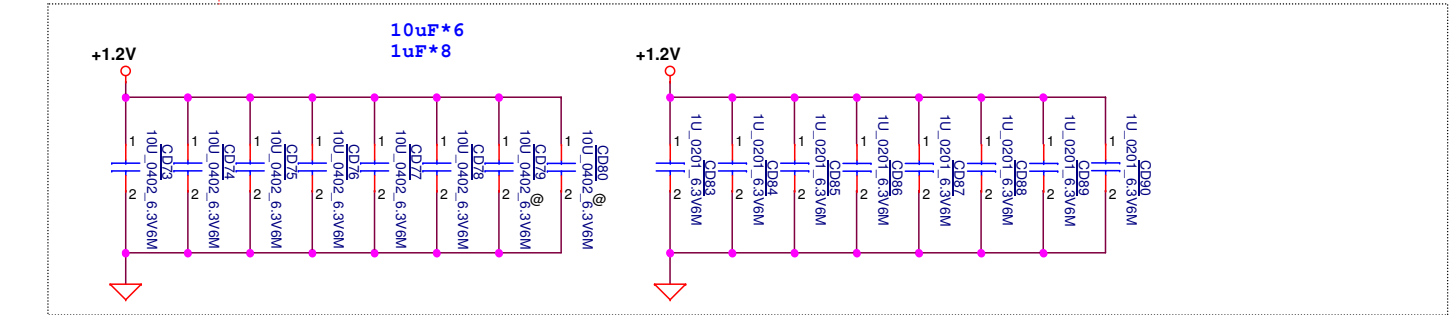 10uF*6
1uF*8
+1.2V
1
2
10U_0402_6.3V6M
CD73
1
2
10U_0402_6.3V6M
CD74
1
2
10U_0402_6.3V6M
CD75
1
2
10U_0402_6.3V6M
CD76
1
2
10U_0402_6.3V6M
CD77
1
2
10U_0402_6.3V6M
CD78
1
2
10U_0402_6.3V6M
CD79
@
1
2
10U_0402_6.3V6M
CD80
@
+1.2V
1
2
1U_0201_6.3V6M
CD83
1
2
1U_0201_6.3V6M
CD84
1
2
1U_0201_6.3V6M
CD85
1
2
1U_0201_6.3V6M
CD86
1
2
1U_0201_6.3V6M
CD87
1
2
1U_0201_6.3V6M
CD88
1
2
1U_0201_6.3V6M
CD89
1
2
1U_0201_6.3V6M
CD90